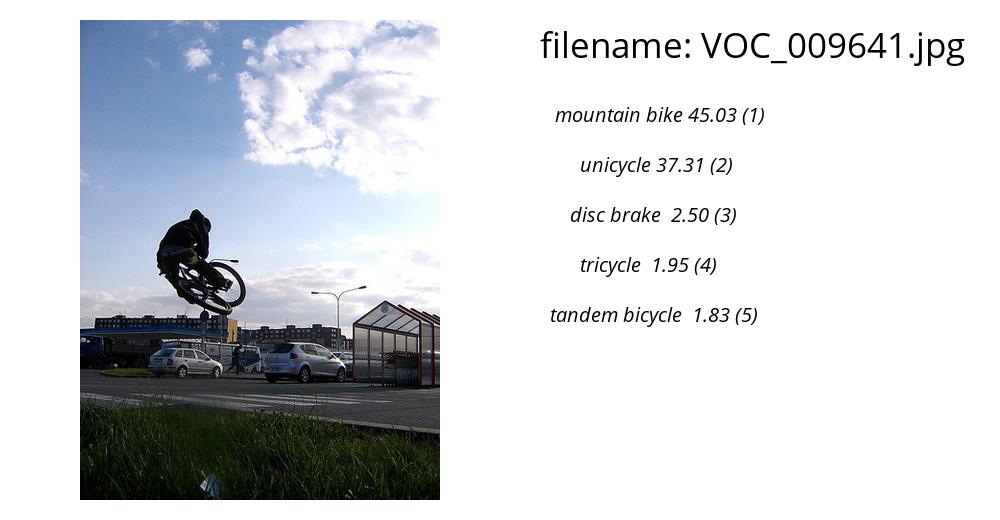 filename: VOC_009641.jpg
mountain bike 45.03 (1)
unicycle 37.31 (2)
disc brake  2.50 (3)
tricycle  1.95 (4)
tandem bicycle  1.83 (5)